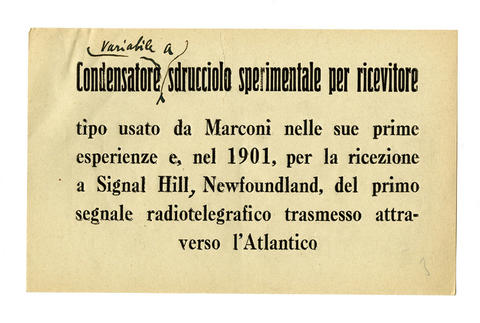 variabile a
Condensatore sdrucciolo sperimentale per ricevitore
tipo usato da Marconi nelle sue prime
esperienze e, nel 1901, per la ricezione
a Signal Hill, Newfoundland, del primo
segnale radiotelegrafico trasmesso attra-
verso l'Atlantico
3